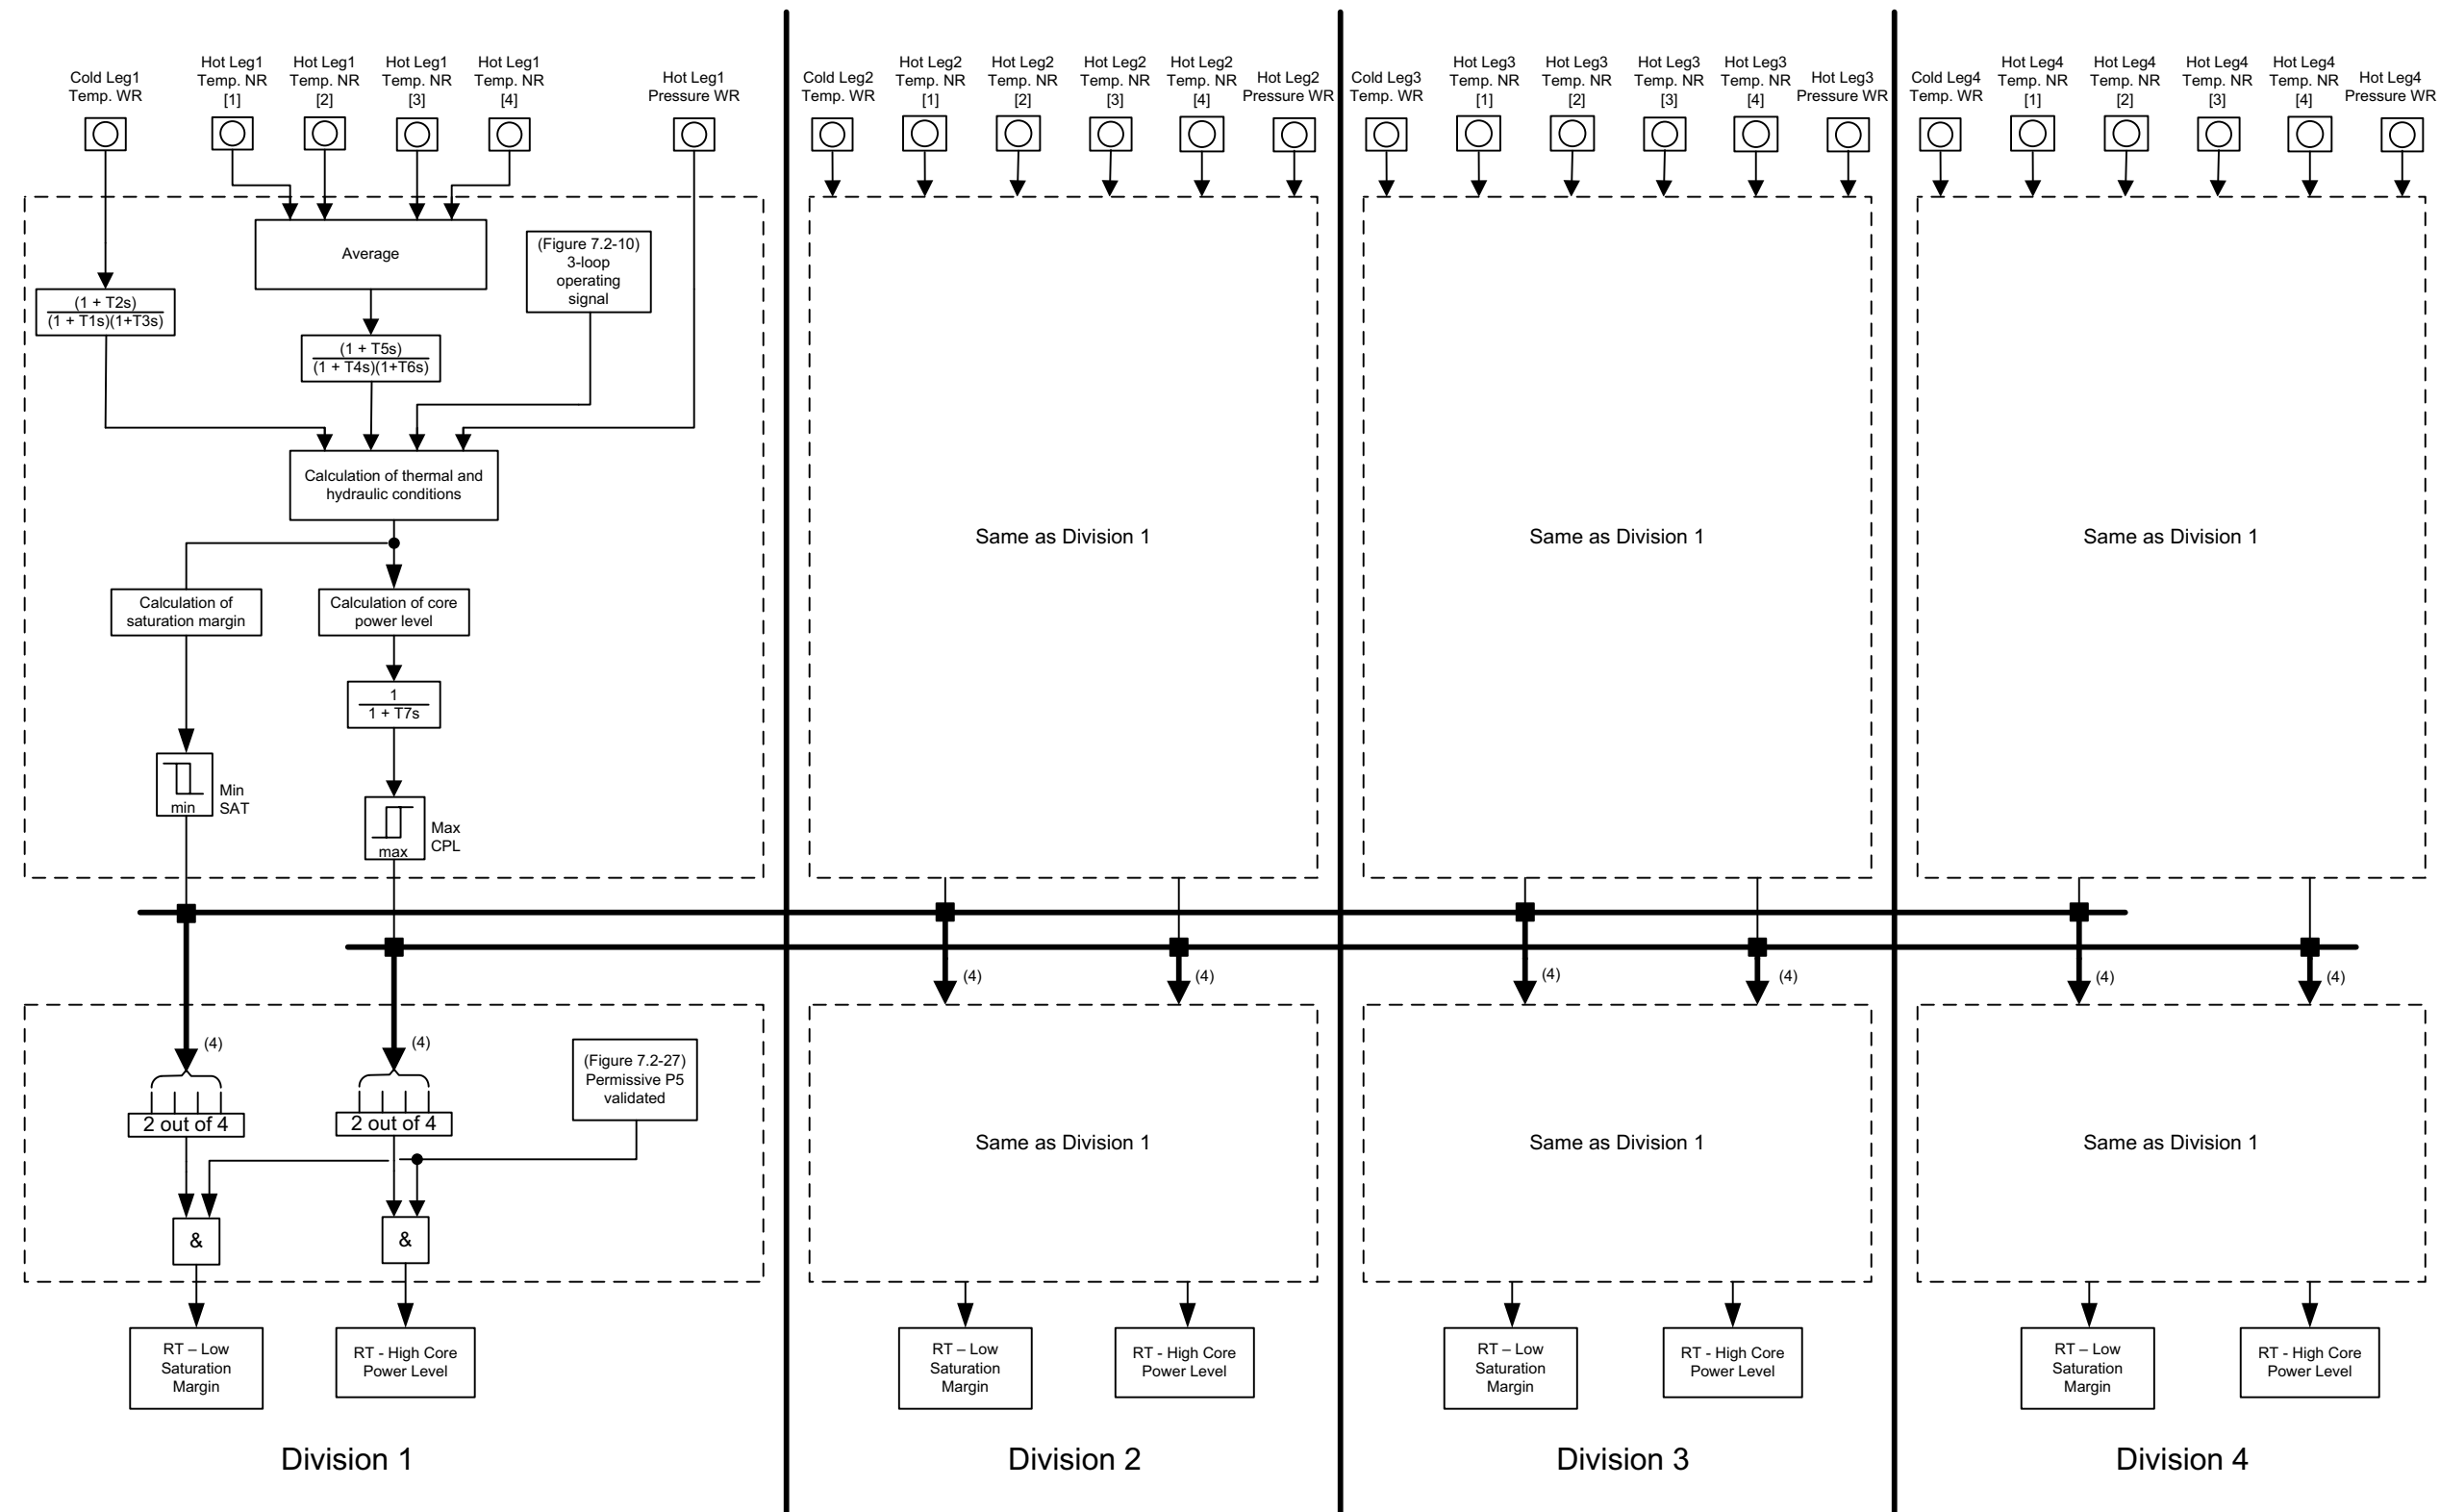 Cold Leg1
Temp. WR
Hot Leg1
Temp. NR
[1]
Hot Leg1
Temp. NR
[2]
Hot Leg1
Temp. NR
[3]
Hot Leg1
Temp. NR
[4]
Hot Leg1
Pressure WR
Cold Leg2
Temp. WR
Hot Leg2
Temp. NR
[1]
Hot Leg2
Temp. NR
[2]
Hot Leg2
Temp. NR
[3]
Hot Leg2
Temp. NR
[4]
Hot Leg2
Pressure WR
Cold Leg3
Temp. WR
Hot Leg3
Temp. NR
[1]
Hot Leg3
Temp. NR
[2]
Hot Leg3
Temp. NR
[3]
Hot Leg3
Temp. NR
[4]
Hot Leg3
Pressure WR
Cold Leg4
Temp. WR
Hot Leg4
Temp. NR
[1]
Hot Leg4
Temp. NR
[2]
Hot Leg4
Temp. NR
[3]
Hot Leg4
Temp. NR
[4]
Hot Leg4
Pressure WR
Average
(Figure 7.2-10)
3-loop
operating
signal
(1 + T2s)
(1 + T1s)(1+T3s)
(1 + T5s)
(1 + T4s)(1+T6s)
Calculation of thermal and
hydraulic conditions
Calculation of
saturation margin
Calculation of core
power level
1
1 + T7s
min
Min
SAT
max
Max
CPL
Same as Division 1
Same as Division 1
Same as Division 1
(4)
(4)
(4)
(4)
(4)
(4)
(4)
(4)
2 out of 4
2 out of 4
(Figure 7.2-27)
Permissive P5
validated
&
&
Same as Division 1
Same as Division 1
Same as Division 1
RT – Low
Saturation
Margin
RT - High Core
Power Level
RT – Low
Saturation
Margin
RT - High Core
Power Level
RT – Low
Saturation
Margin
RT - High Core
Power Level
RT – Low
Saturation
Margin
RT - High Core
Power Level
Division 1
Division 2
Division 3
Division 4